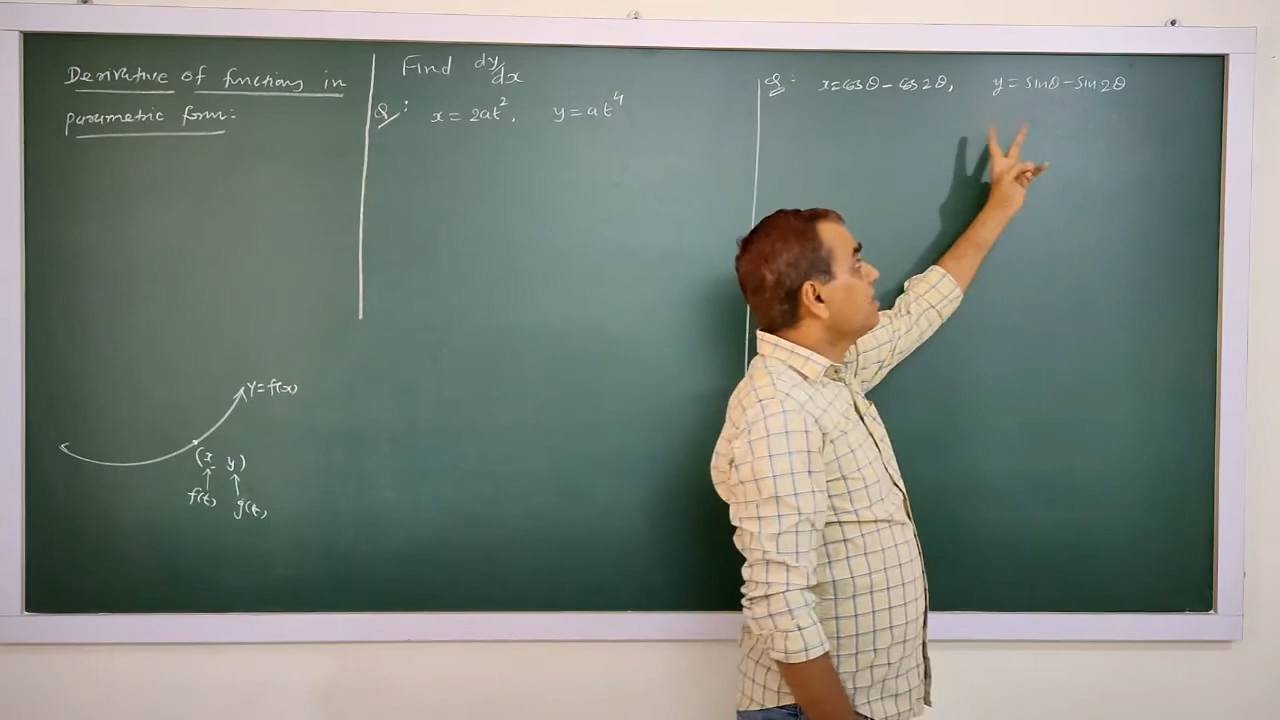 Derivative of functions in
parametric form:-
Y=f(x)
(x y)
f(t) g(t)
Find dy/dx
Q: x=2at², y=at⁴
Q: x=cosθ-cos2θ, y=sinθ-sin2θ